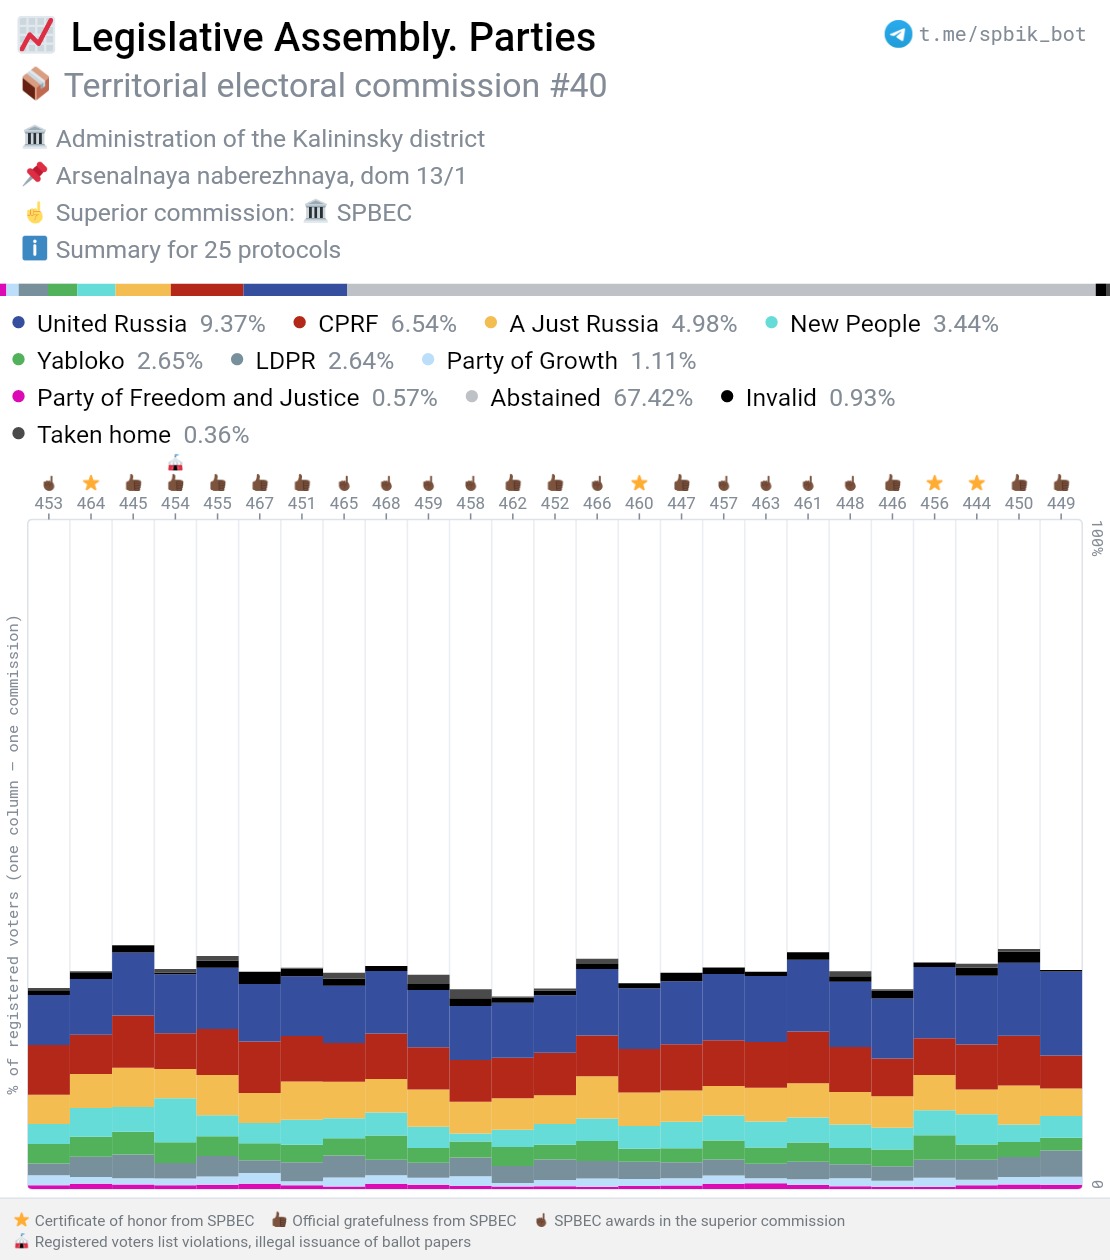 Legislative Assembly. Parties
t.me/spbik_bot
Territorial electoral commission #40
Administration of the Kalininsky district
Arsenalnaya naberezhnaya, dom 13/1
Superior commission: SPBEC
Summary for 25 protocols
United Russia 9.37% CPRF 6.54% A Just Russia 4.98% New People 3.44%
Yabloko 2.65% LDPR 2.64% Party of Growth 1.11%
Party of Freedom and Justice 0.57% Abstained 67.42% Invalid 0.93%
Taken home 0.36%
453 464 445 454 455 467 451 465 468 459 458 462 452 466 460 447 457 463 461 448 446 456 444 450 449
100%
% of registered voters (one column — one commission)
0
Certificate of honor from SPBEC Official gratefulness from SPBEC SPBEC awards in the superior commission
Registered voters list violations, illegal issuance of ballot papers